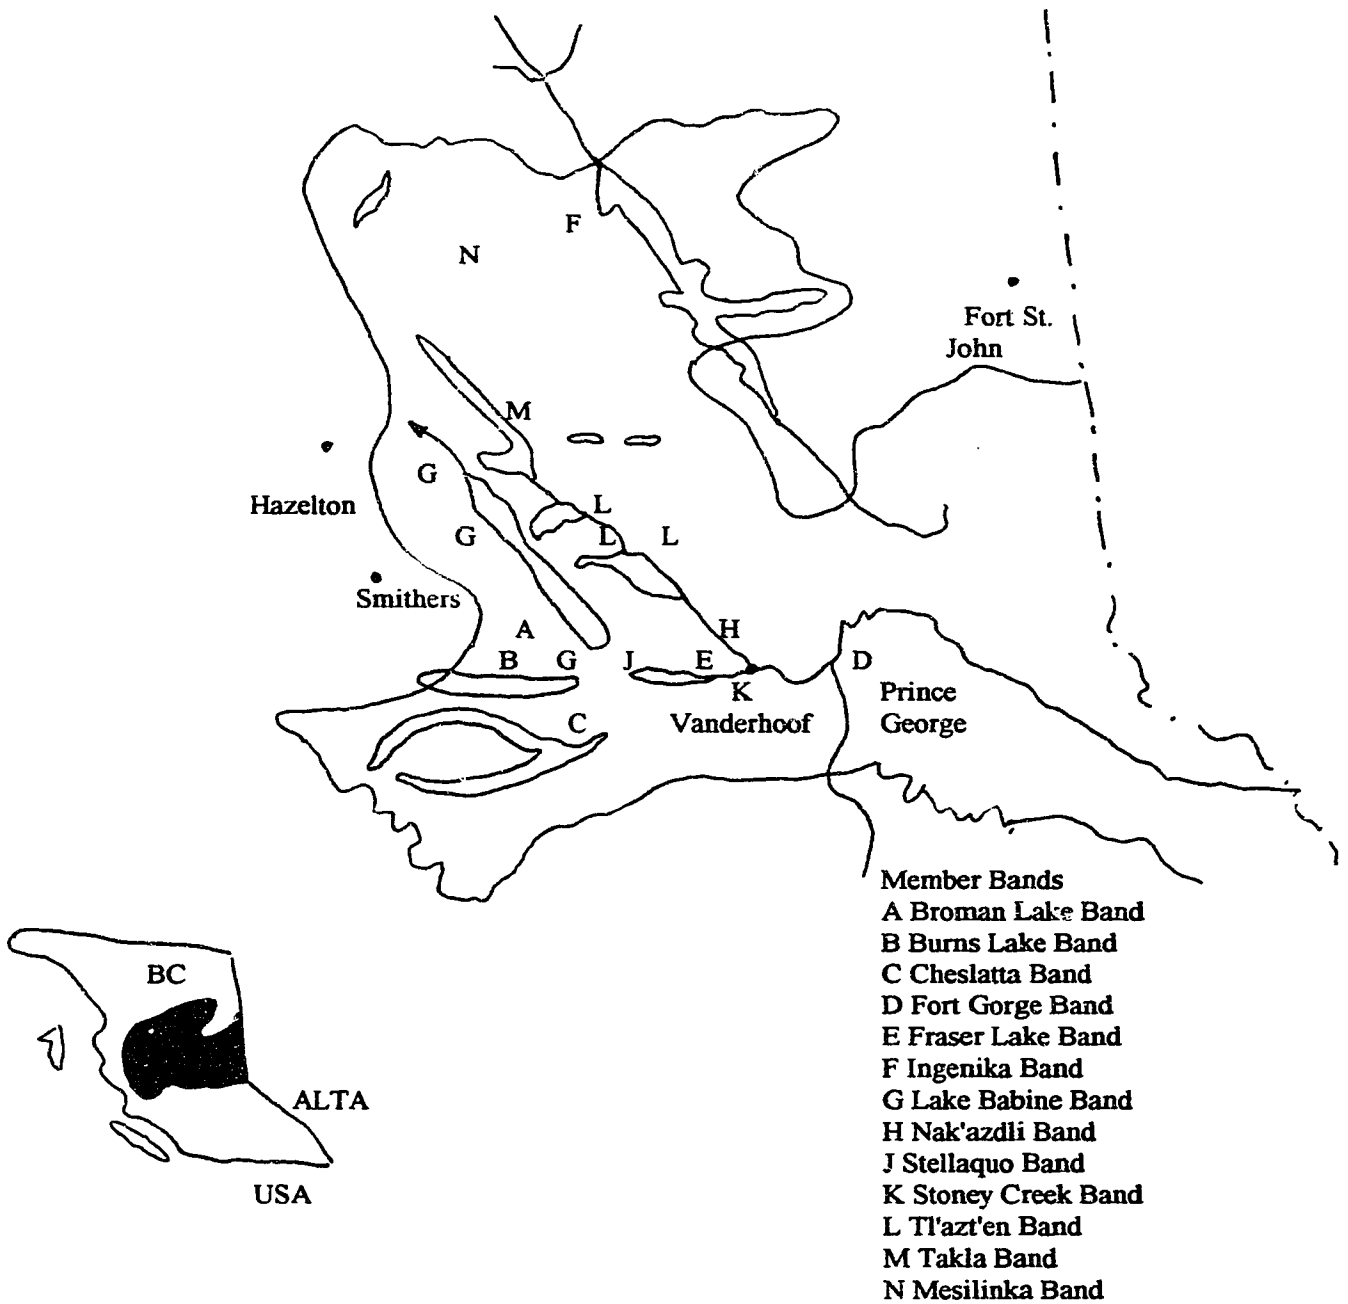 F
N
Fort St.
John
M
G
Hazelton
L
G
L L
Smithers
A
H
B G J E
D
K
Prince
C
Vanderhoof
George
Member Bands
A Broman Lake Band
B Burns Lake Band
BC
C Cheslatta Band
D Fort Gorge Band
E Fraser Lake Band
F Ingenika Band
ALTA
G Lake Babine Band
H Nak'azdli Band
J Stellaquo Band
USA
K Stoney Creek Band
L Tl'azt'en Band
M Takla Band
N Mesilinka Band